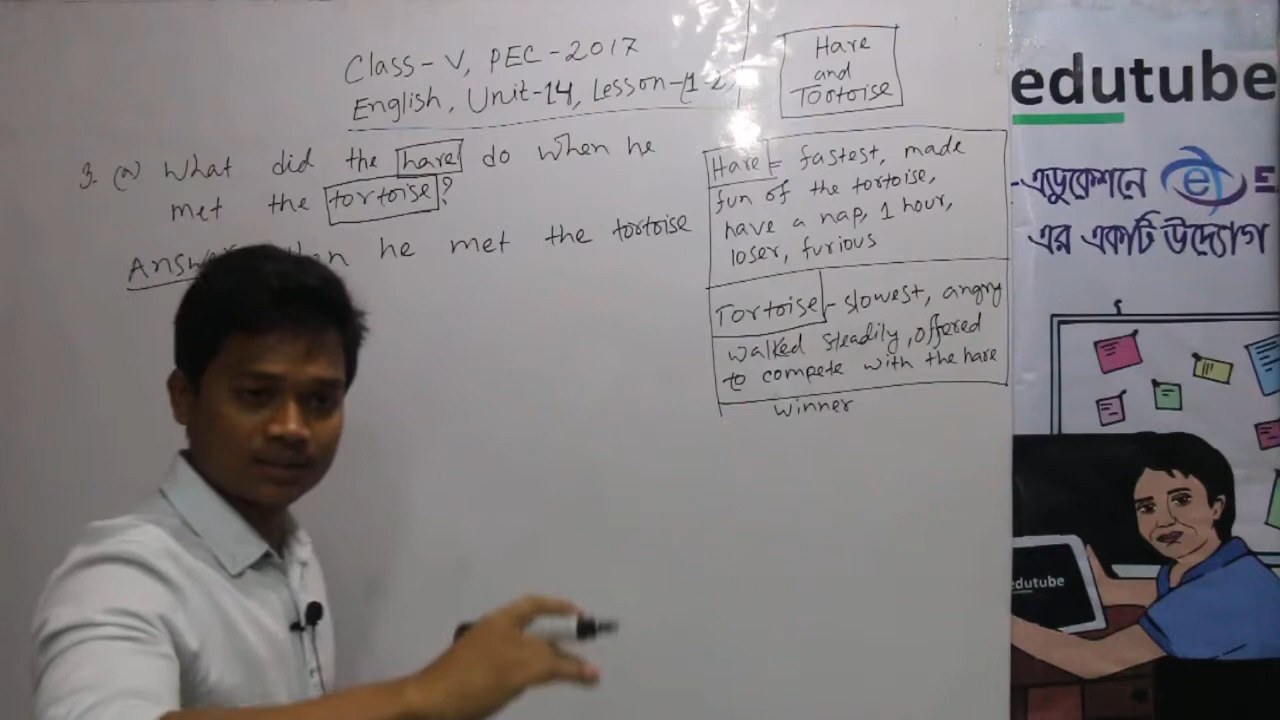 Class-V, PEC-2017
English, Unit-14, Lesson-(1-2)
Hare
and
Tortoise
3. (a) What did the hare do when he
met the tortoise?
he met the tortoise
Hare = fastest, made
fun of the tortoise,
have a nap, 1 hour,
loser, furious
Tortoise - slowest, angry
walked steadily, offered
to compete with the hare
winner
edutube
-এডুকেশনে e E
এর একটি উদ্যোগ
edutube